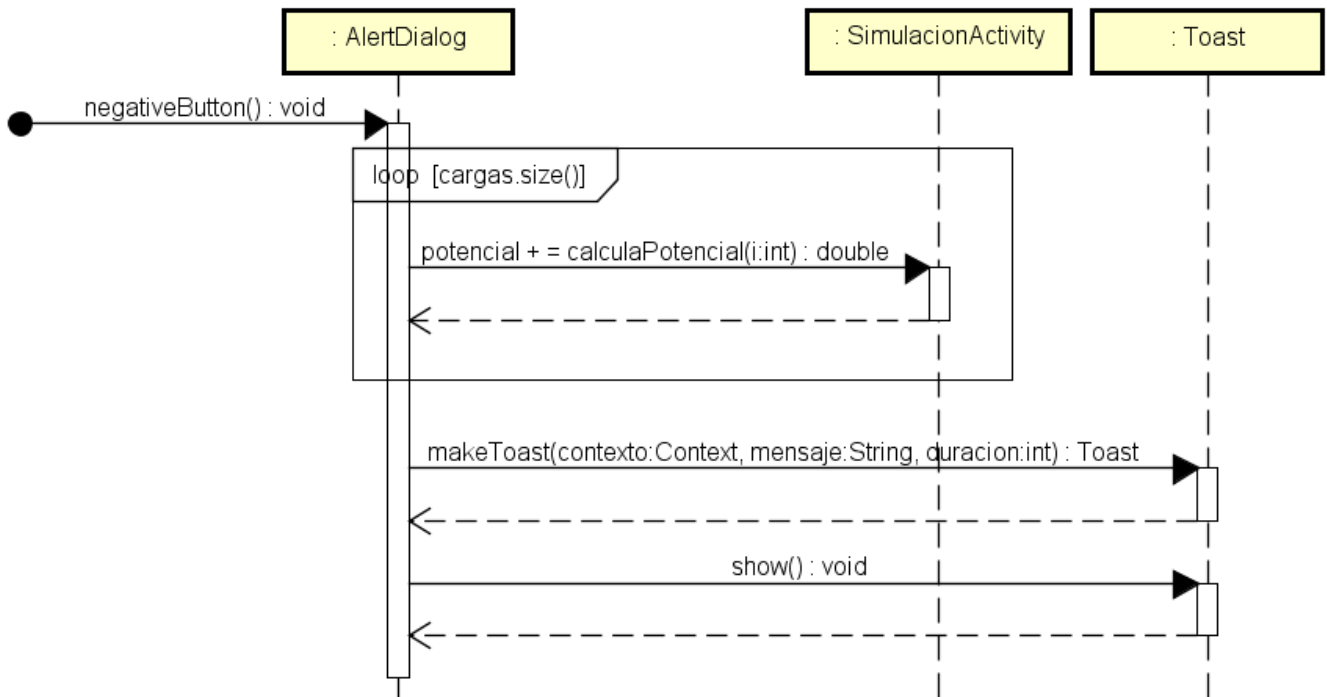 : AlertDialog
: SimulacionActivity
: Toast
negativeButton() : void
loop [cargas.size()]
potencial + = calculaPotencial(i:int) : double
makeToast(contexto:Context, mensaje:String, duracion:int) : Toast
show() : void